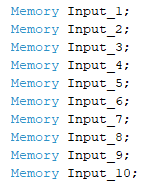 Memory Input_1;
Memory Input_2;
Memory Input_3;
Memory Input_4;
Memory Input_5;
Memory Input_6;
Memory Input_7;
Memory Input_8;
Memory Input_9;
Memory Input_10;